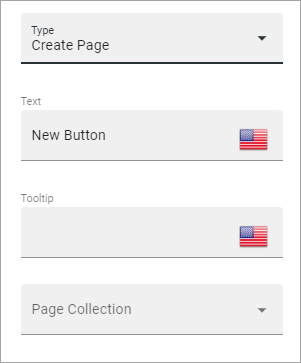 Type
Create Page
Text
New Button
Tooltip
Page Collection